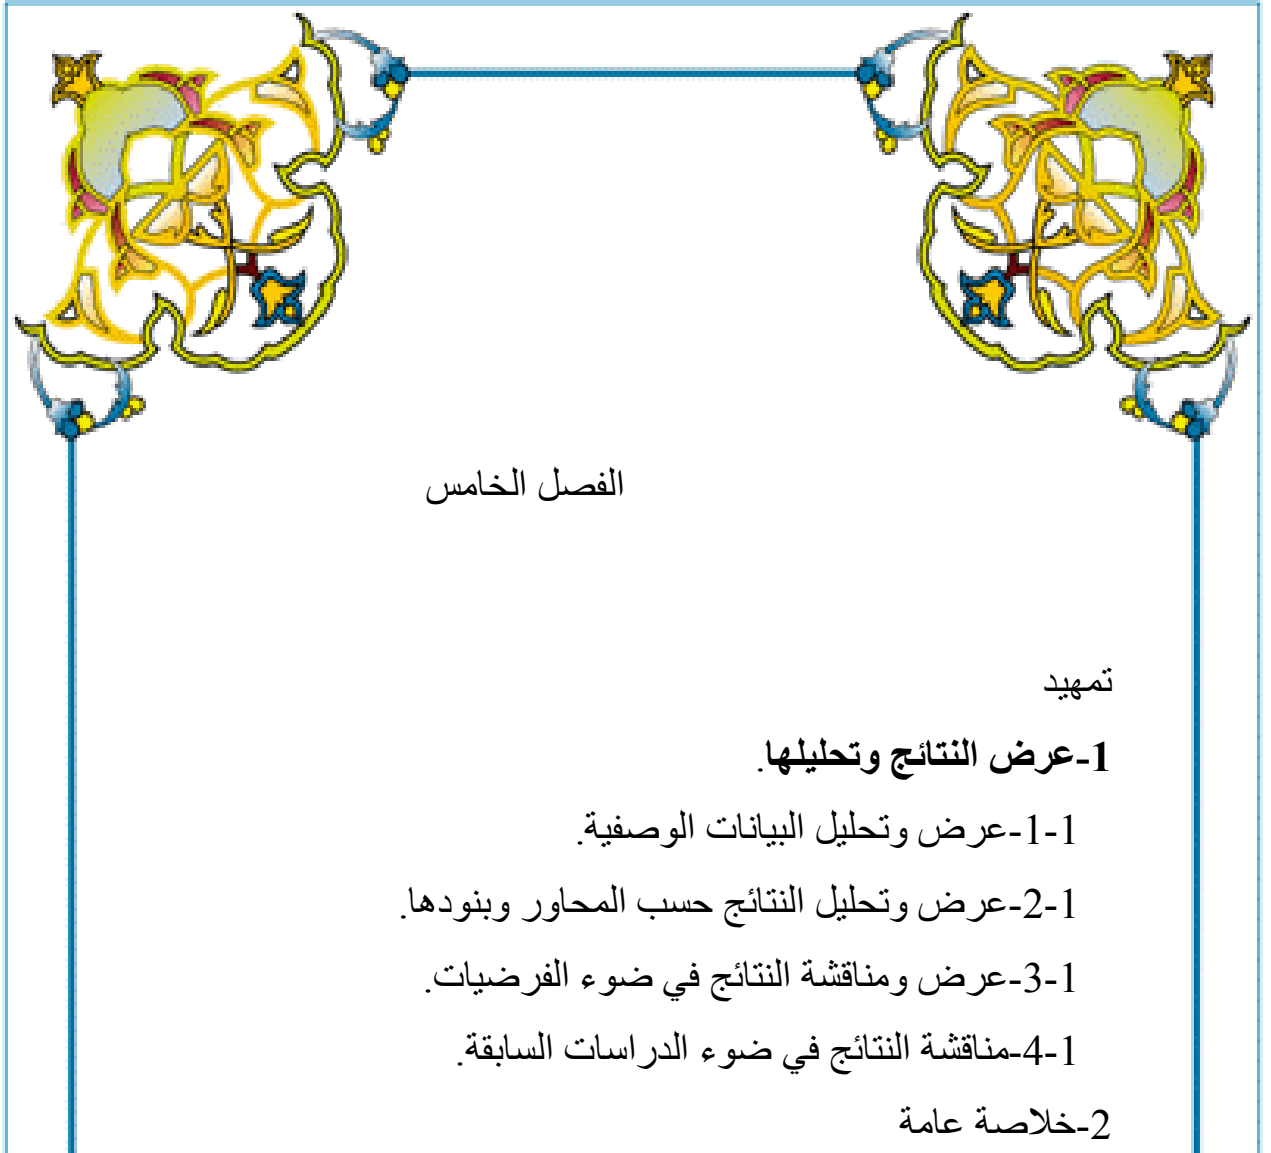 الفصل الخامس
تمهيد
1-عرض النتائج وتحليلها.
1-1-عرض وتحليل البيانات الوصفية.
1-2-عرض وتحليل النتائج حسب المحاور وبنودها.
1-3-عرض ومناقشة النتائج في ضوء الفرضيات.
1-4-مناقشة النتائج في ضوء الدراسات السابقة.
2-خلاصة عامة